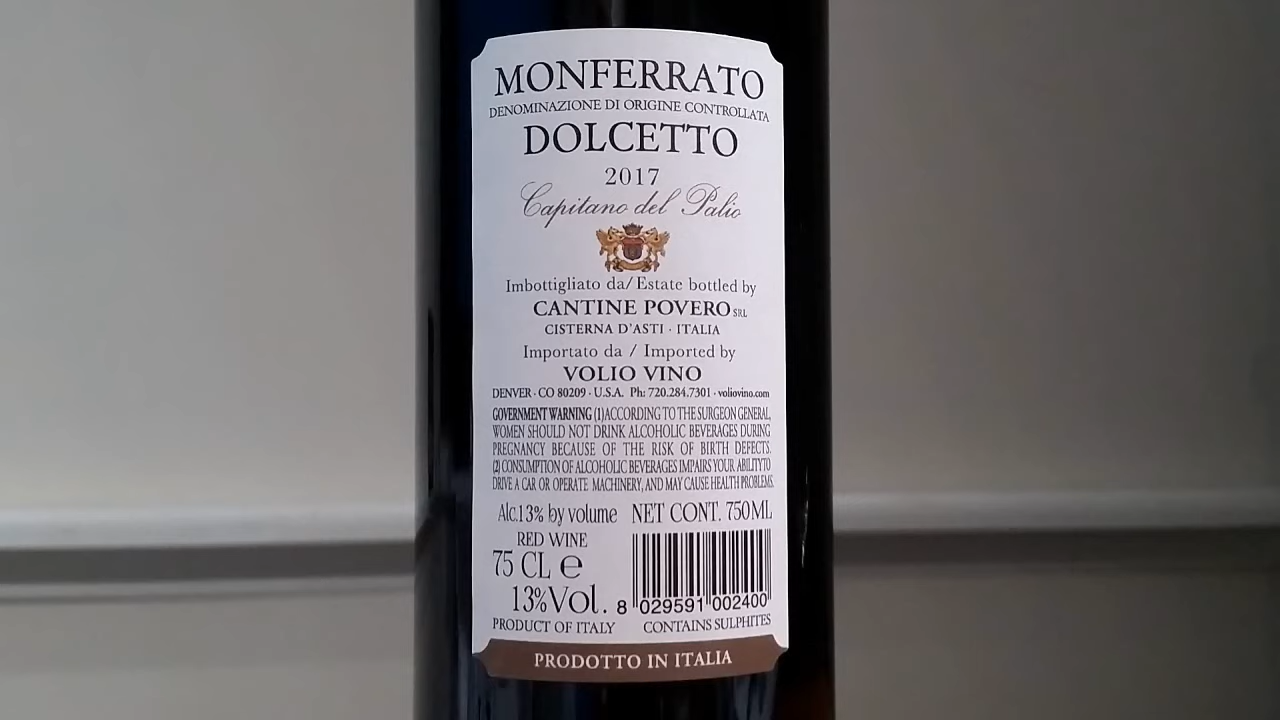 MONFERRATO
DENOMINAZIONE DI ORIGINE CONTROLLATA
DOLCETTO
2017
Capitano del Palio
Imbottigliato da/ Estate bottled by
CANTINE POVERO SRL
CISTERNA D'ASTI · ITALIA
Importato da / Imported by
VOLIO VINO
DENVER · CO 80209 · U.S.A. Ph: 720.284.7301 · voliovino.com
GOVERNMENT WARNING (1) ACCORDING TO THE SURGEON GENERAL,
WOMEN SHOULD NOT DRINK ALCOHOLIC BEVERAGES DURING
PREGNANCY BECAUSE OF THE RISK OF BIRTH DEFECTS.
(2) CONSUMPTION OF ALCOHOLIC BEVERAGES IMPAIRS YOUR ABILITY TO
DRIVE A CAR OR OPERATE MACHINERY, AND MAY CAUSE HEALTH PROBLEMS.
Alc.13% by volume NET CONT. 750ML
RED WINE
75 CL e
13%Vol.
8 029591 002400
PRODUCT OF ITALY CONTAINS SULPHITES
PRODOTTO IN ITALIA